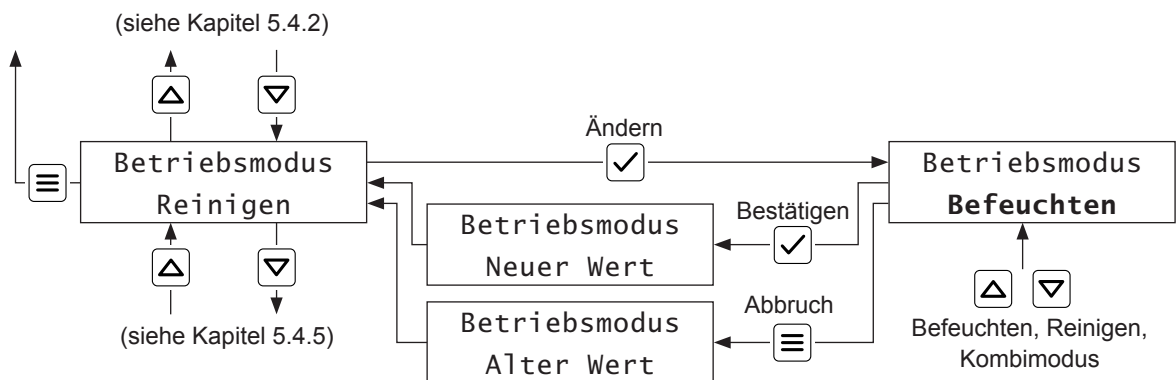 (siehe Kapitel 5.4.2)
Ändern
Betriebsmodus
Reinigen
Betriebsmodus
Befeuchten
Bestätigen
Betriebsmodus
Neuer Wert
Abbruch
Betriebsmodus
Alter Wert
(siehe Kapitel 5.4.5)
Befeuchten, Reinigen,
Kombimodus